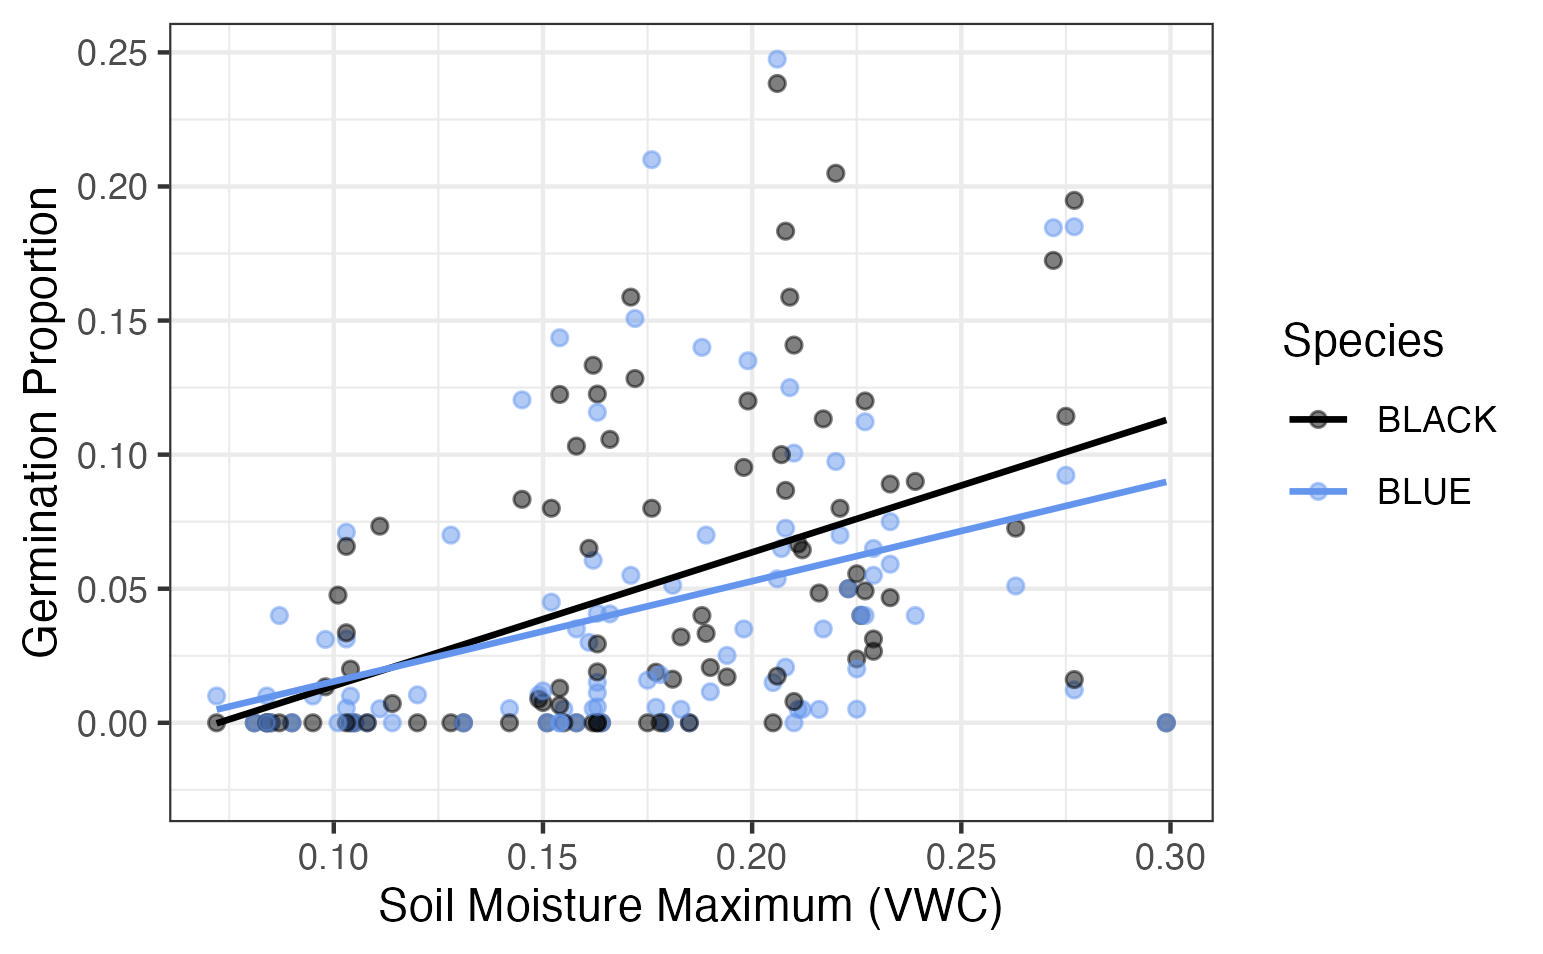 Germination Proportion
0.25
0.20
0.15
0.10
0.05
0.00
0.10 0.15 0.20 0.25 0.30
Soil Moisture Maximum (VWC)
Species
BLACK
BLUE